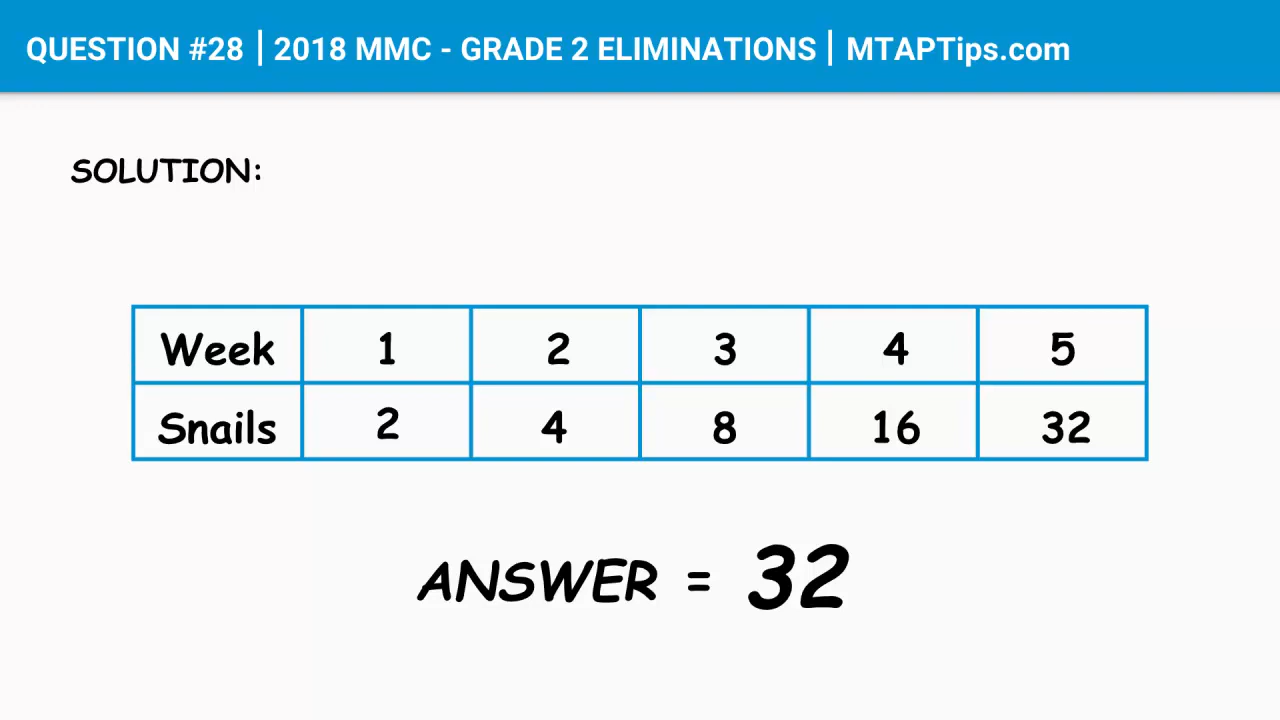 QUESTION #28 | 2018 MMC - GRADE 2 ELIMINATIONS | MTAPTips.com
SOLUTION:
Week 1 2 3 4 5
Snails 2 4 8 16 32
ANSWER = 32